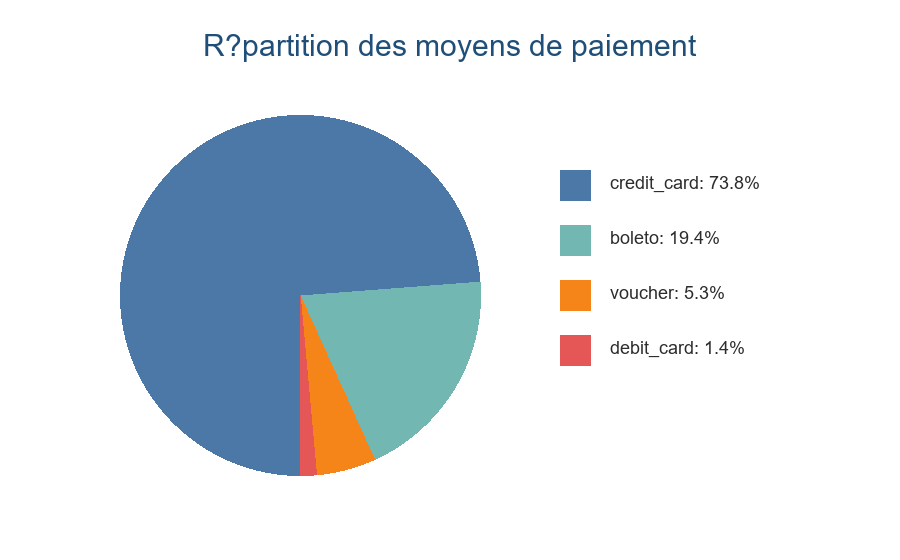 R?partition des moyens de paiement
credit_card: 73.8%
boleto: 19.4%
voucher: 5.3%
debit_card: 1.4%